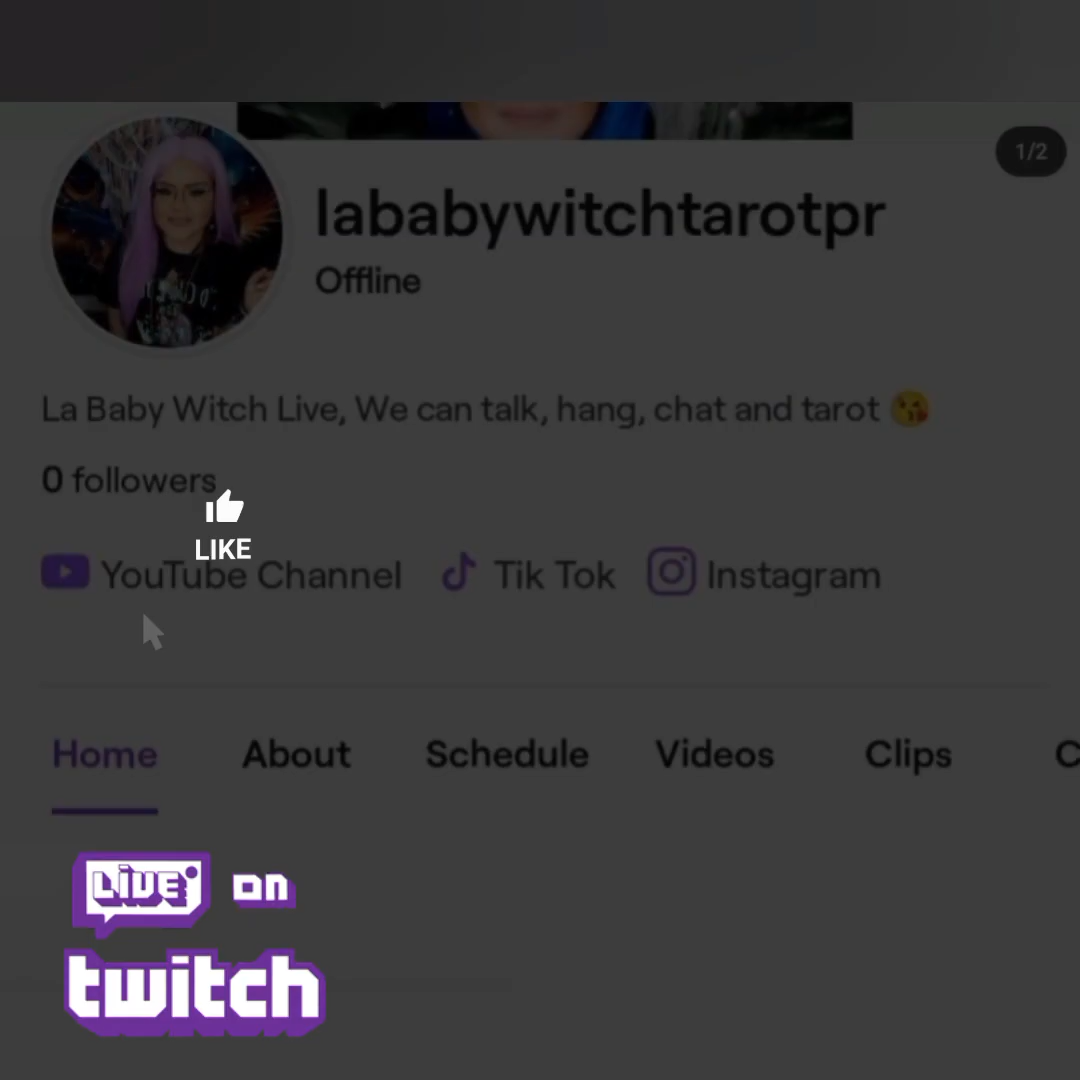 1/2
lababywitchtarotpr
Offline
La Baby Witch Live, We can talk, hang, chat and tarot 😘
0 followers
LIKE
YouTube Channel Tik Tok Instagram
Home About Schedule Videos Clips C
LIVE on
twitch